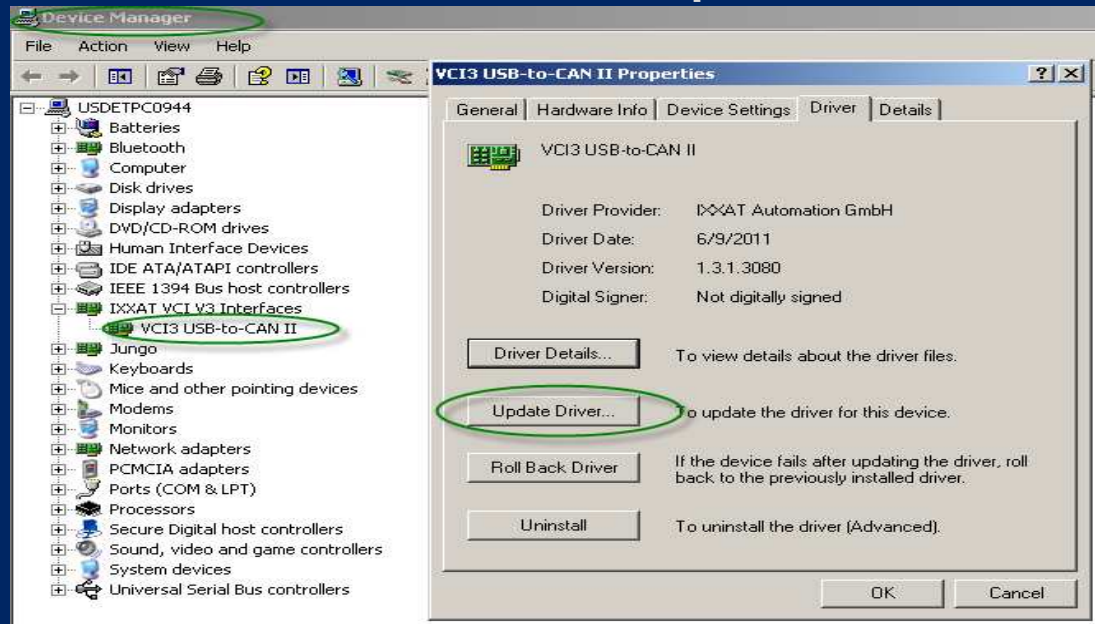 Device Manager
File Action View Help
USDETPC0944
Batteries
Bluetooth
Computer
Disk drives
Display adapters
DVD/CD-ROM drives
Human Interface Devices
IDE ATA/ATAPI controllers
IEEE 1394 Bus host controllers
IXXAT VCI V3 Interfaces
VCI3 USB-to-CAN II
Jungo
Keyboards
Mice and other pointing devices
Modems
Monitors
Network adapters
PCMCIA adapters
Ports (COM & LPT)
Processors
Secure Digital host controllers
Sound, video and game controllers
System devices
Universal Serial Bus controllers
VCI3 USB-to-CAN II Properties
General Hardware Info Device Settings Driver Details
VCI3 USB-to-CAN II
Driver Provider: IXXAT Automation GmbH
Driver Date: 6/9/2011
Driver Version: 1.3.1.3080
Digital Signer: Not digitally signed
Driver Details... To view details about the driver files.
Update Driver... To update the driver for this device.
Roll Back Driver If the device fails after updating the driver, roll
back to the previously installed driver.
Uninstall To uninstall the driver (Advanced).
OK Cancel